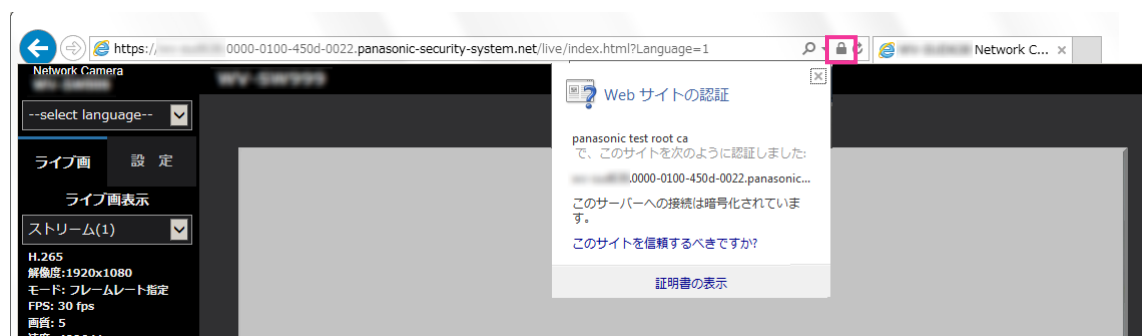 https:// 0000-0100-450d-0022.panasonic-security-system.net/live/index.html?Language=1
Network C...
Network Camera
--select language--
ライブ画
設 定
ライブ画表示
ストリーム(1)
H.265
解像度:1920x1080
モード: フレームレート指定
FPS: 30 fps
画質: 5
Web サイトの認証
panasonic test root ca
で、このサイトを次のように認証しました:
.0000-0100-450d-0022.panasonic...
このサーバーへの接続は暗号化されていま
す。
このサイトを信頼するべきですか?
証明書の表示